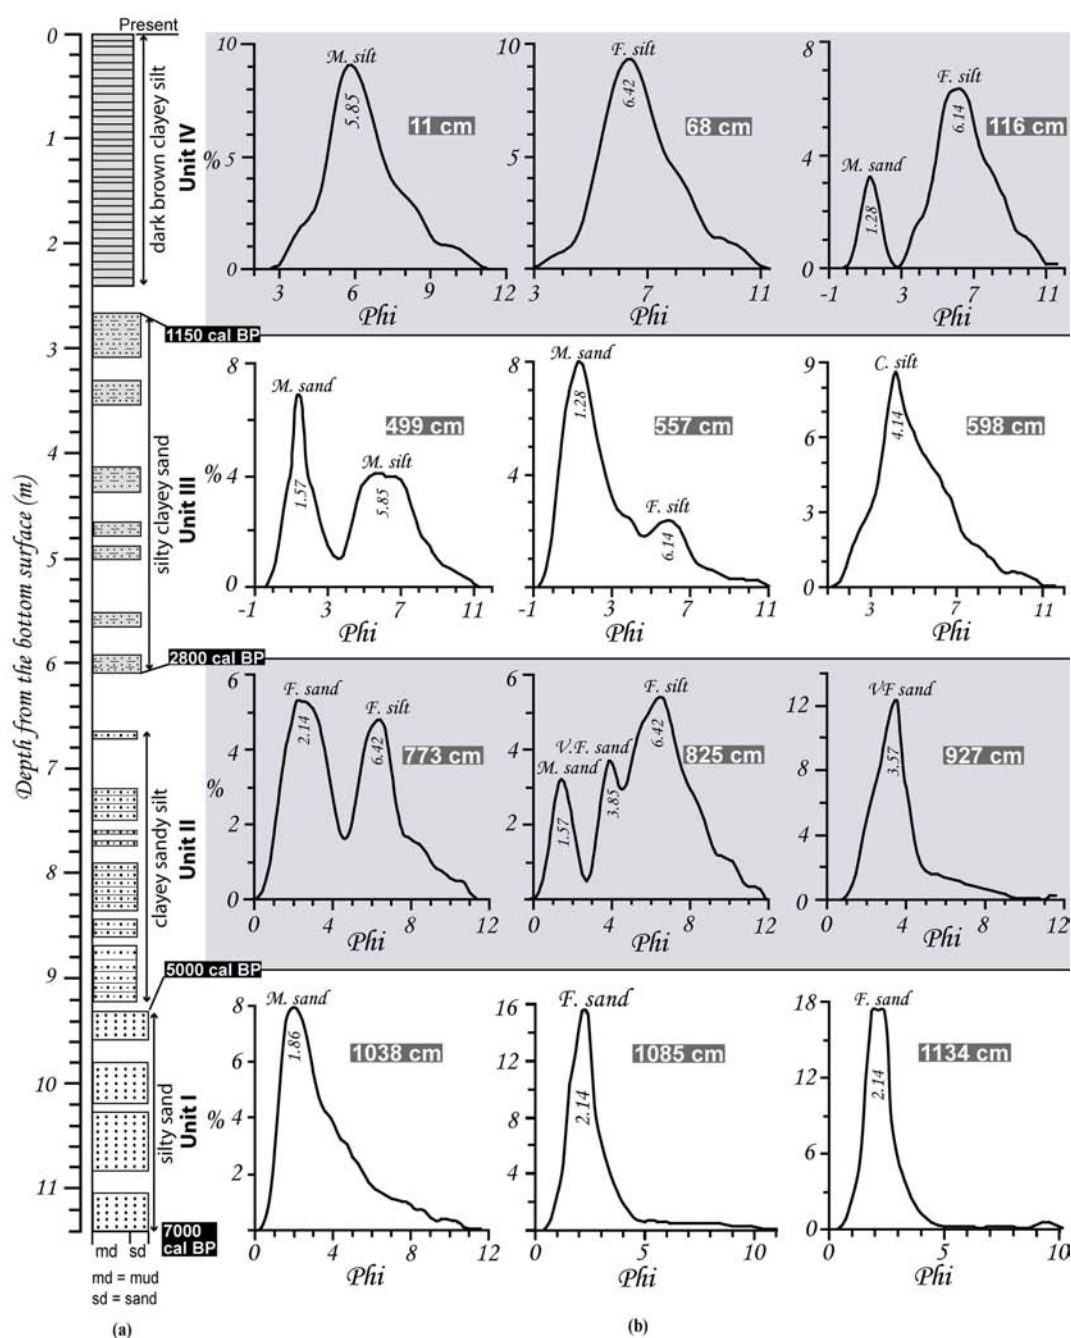 Present
Depth from the bottom surface (m)
0
1
2
3
4
5
6
7
8
9
10
11
dark brown clayey silt
Unit IV
1150 cal BP
silty clayey sand
Unit III
2800 cal BP
clayey sandy silt
Unit II
5000 cal BP
silty sand
Unit I
7000
cal BP
md sd
md = mud
sd = sand
(a)
10
5
0
%
M. silt
5.85
11 cm
3 6 9 12
Phi
10
5
0
F. silt
6.42
68 cm
3 7 11
Phi
8
4
0
M. sand
1.28
F. silt
6.14
116 cm
-1 3 7 11
Phi
8
4
0
%
M. sand
1.57
M. silt
5.85
499 cm
-1 3 7 11
Phi
8
4
0
M. sand
1.28
F. silt
6.14
557 cm
-1 3 7 11
Phi
9
6
3
0
C. silt
4.14
598 cm
3 7 11
Phi
6
4
2
0
%
F. sand
2.14
F. silt
6.42
773 cm
0 4 8 12
Phi
6
4
2
0
M. sand
1.57
V.F. sand
3.85
F. silt
6.42
825 cm
0 4 8 12
Phi
12
8
4
0
VF sand
3.57
927 cm
0 4 8 12
Phi
8
4
2
%
M. sand
1.86
1038 cm
0 4 8 12
Phi
16
12
8
4
F. sand
2.14
1085 cm
0 5 10
Phi
18
12
6
0
F. sand
2.14
1134 cm
0 5 10
Phi
(b)